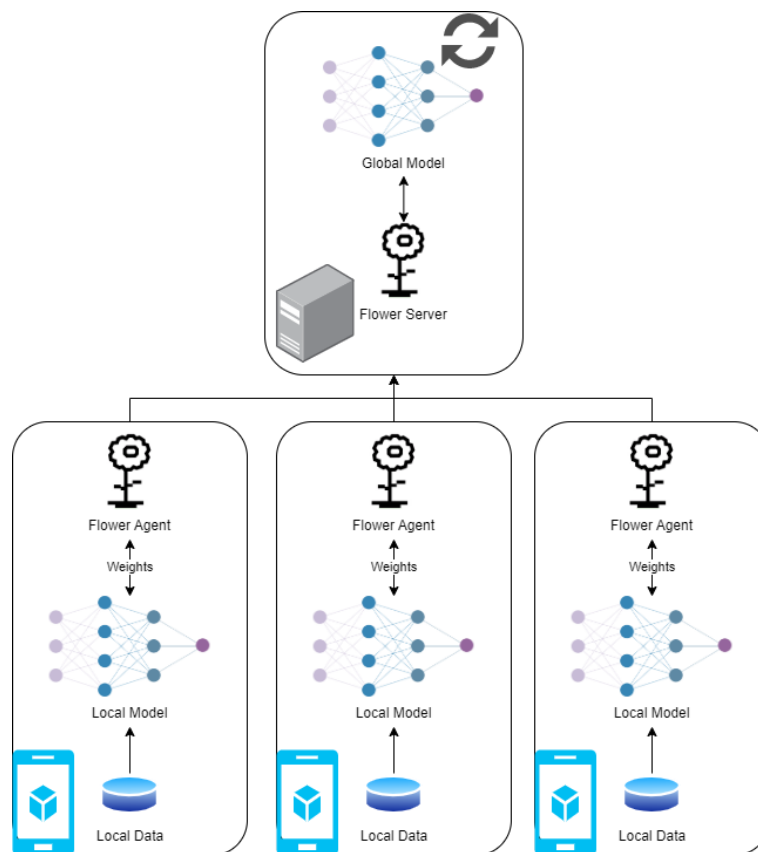 Global Model
Flower Server
Flower Agent
Flower Agent
Flower Agent
Weights
Weights
Weights
Local Model
Local Model
Local Model
Local Data
Local Data
Local Data